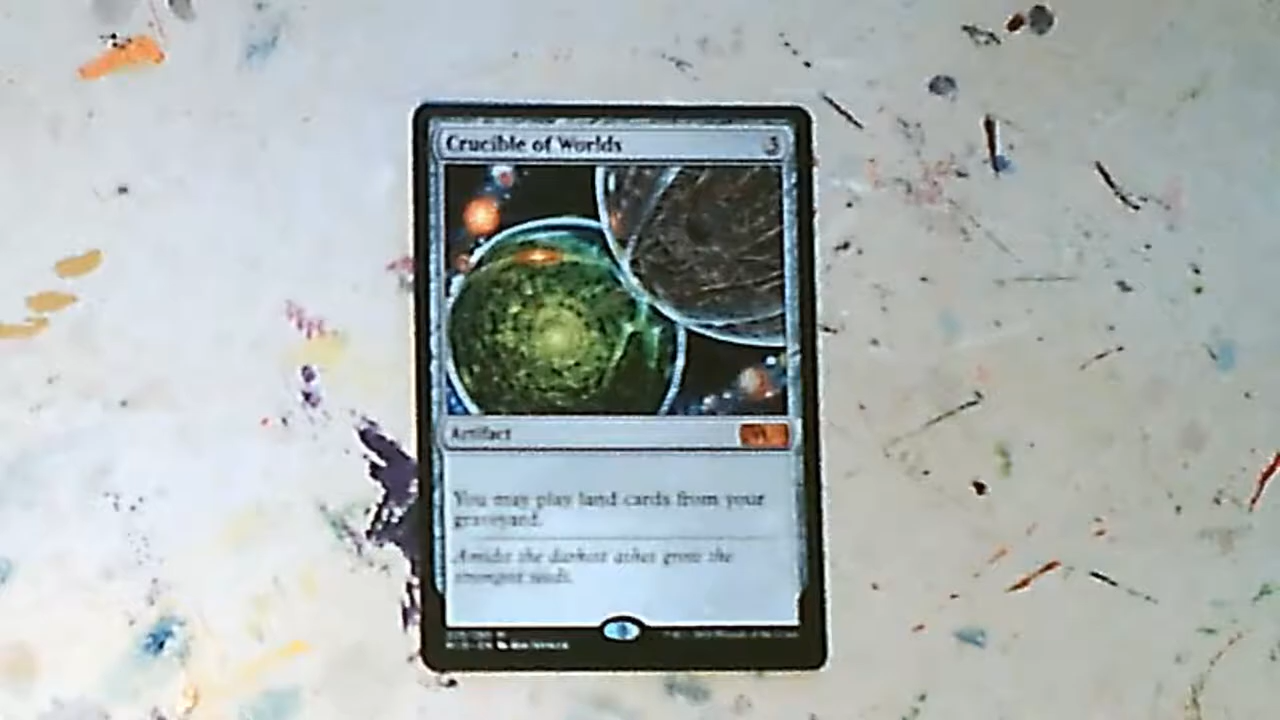 Crucible of Worlds 3
Artifact
You may play land cards from your
graveyard.
Amidst the darkest ashes grow the
strongest seeds.